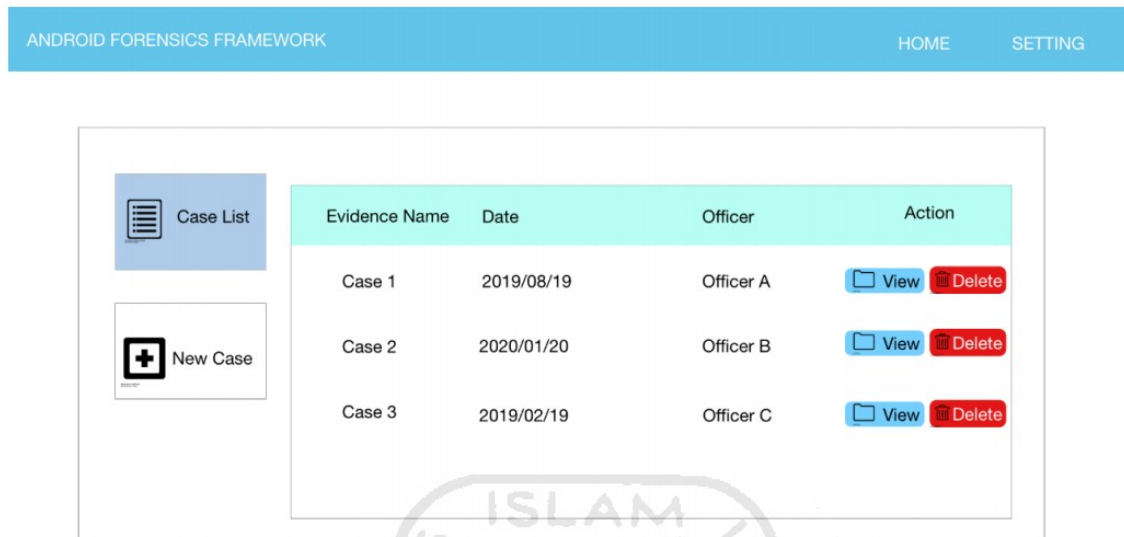 ANDROID FORENSICS FRAMEWORK HOME SETTING
Case List
New Case
Evidence Name Date Officer Action
Case 1 2019/08/19 Officer A View Delete
Case 2 2020/01/20 Officer B View Delete
Case 3 2019/02/19 Officer C View Delete
ISLAM